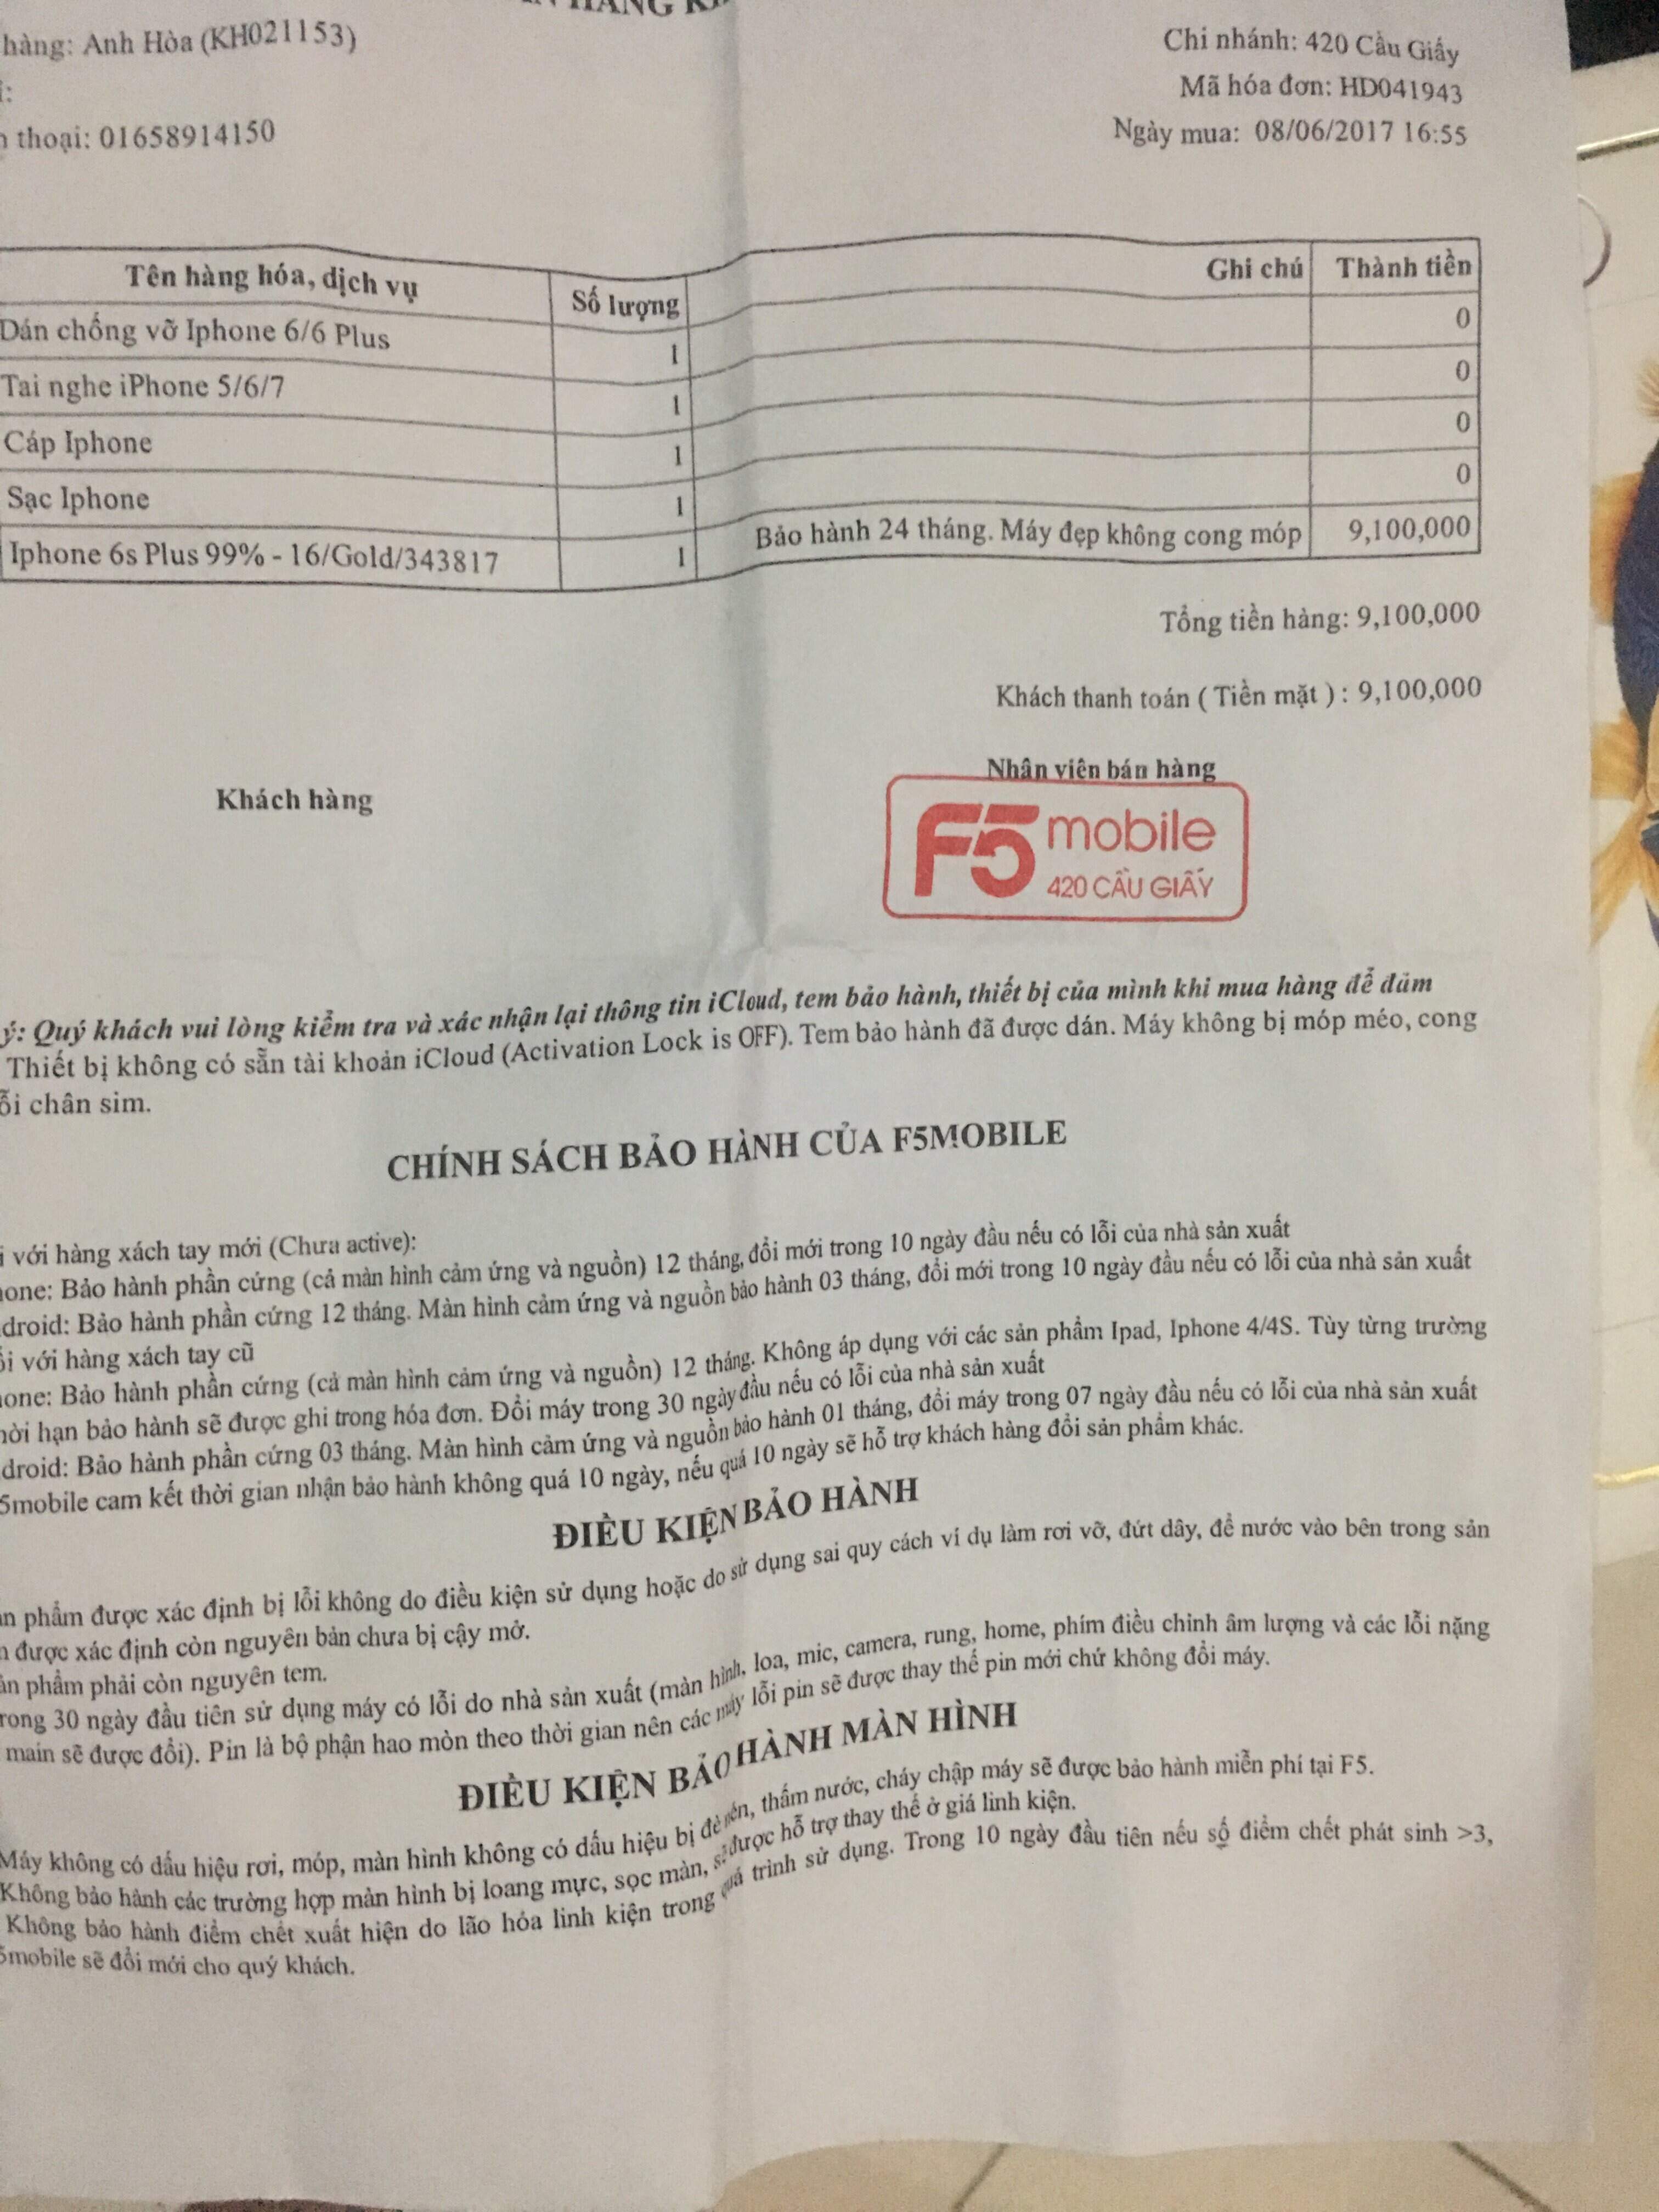 hàng: Anh Hòa (KH021153)
Chi nhánh: 420 Cầu Giấy
Mã hóa đơn: HD041943
thoại: 01658914150
Ngày mua: 08/06/2017 16:55
Tên hàng hóa, dịch vụ Số lượng Ghi chú Thành tiền
Dán chống vỡ Iphone 6/6 Plus 1 0
Tai nghe iPhone 5/6/7 1 0
Cáp Iphone 1 0
Sạc Iphone 1 0
Iphone 6s Plus 99% - 16/Gold/343817 1 Bảo hành 24 tháng. Máy đẹp không cong móp 9,100,000
Tổng tiền hàng: 9,100,000
Khách thanh toán ( Tiền mặt ) : 9,100,000
Khách hàng
Nhân viên bán hàng
F5 mobile
420 CẦU GIẤY
ý: Quý khách vui lòng kiểm tra và xác nhận lại thông tin iCloud, tem bảo hành, thiết bị của mình khi mua hàng để đảm
Thiết bị không có sẵn tài khoản iCloud (Activation Lock is OFF). Tem bảo hành đã được dán. Máy không bị móp méo, cong
chân sim.
CHÍNH SÁCH BẢO HÀNH CỦA F5MOBILE
với hàng xách tay mới (Chưa active):
Bảo hành phần cứng (cả màn hình cảm ứng và nguồn) 12 tháng, đổi mới trong 10 ngày đầu nếu có lỗi của nhà sản xuất
droid: Bảo hành phần cứng 12 tháng. Màn hình cảm ứng và nguồn bảo hành 03 tháng, đổi mới trong 10 ngày đầu nếu có lỗi của nhà sản xuất
với hàng xách tay cũ
Bảo hành phần cứng (cả màn hình cảm ứng và nguồn) 12 tháng. Không áp dụng với các sản phẩm Ipad, Iphone 4/4S. Tùy từng trường
hạn bảo hành sẽ được ghi trong hóa đơn. Đổi máy trong 30 ngày đầu nếu có lỗi của nhà sản xuất
droid: Bảo hành phần cứng 03 tháng. Màn hình cảm ứng và nguồn bảo hành 01 tháng, đổi máy trong 07 ngày đầu nếu có lỗi của nhà sản xuất
5mobile cam kết thời gian nhận bảo hành không quá 10 ngày, nếu quá 10 ngày sẽ hỗ trợ khách hàng đổi sản phẩm khác.
ĐIỀU KIỆN BẢO HÀNH
phẩm được xác định bị lỗi không do điều kiện sử dụng hoặc do sử dụng sai quy cách ví dụ làm rơi vỡ, đứt dây, để nước vào bên trong sản
được xác định còn nguyên bản chưa bị cậy mở.
phẩm phải còn nguyên tem.
rong 30 ngày đầu tiên sử dụng máy có lỗi do nhà sản xuất (màn hình, loa, mic, camera, rung, home, phím điều chỉnh âm lượng và các lỗi nặng
main sẽ được đổi). Pin là bộ phận hao mòn theo thời gian nên các máy lỗi pin sẽ được thay thế pin mới chứ không đổi máy.
ĐIỀU KIỆN BẢO HÀNH MÀN HÌNH
Máy không có dấu hiệu rơi, móp, màn hình không có dấu hiệu bị đè nén, thấm nước, cháy chập máy sẽ được bảo hành miễn phí tại F5.
Không bảo hành các trường hợp màn hình bị loang mực, sọc màn, được hỗ trợ thay thế ở giá linh kiện.
Không bảo hành điểm chết xuất hiện do lão hóa linh kiện trong quá trình sử dụng. Trong 10 ngày đầu tiên nếu số điểm chết phát sinh >3,
5mobile sẽ đổi mới cho quý khách.